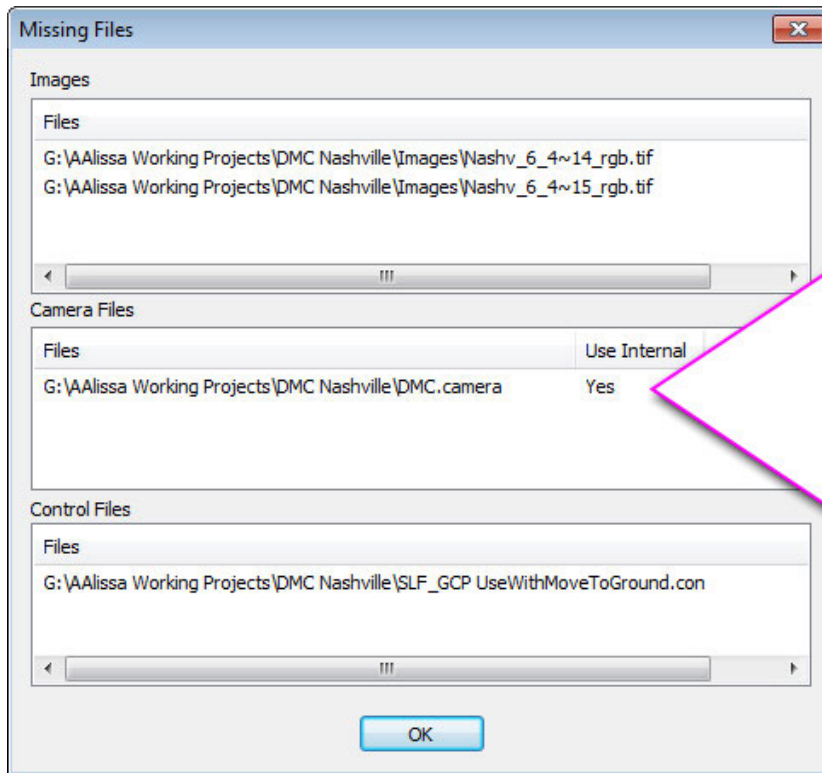 Missing Files
Images
Files
G:\AAlissa Working Projects\DMC Nashville\Images\Nashv_6_4~14_rgb.tif
G:\AAlissa Working Projects\DMC Nashville\Images\Nashv_6_4~15_rgb.tif
Camera Files
Files Use Internal
G:\AAlissa Working Projects\DMC Nashville\DMC.camera Yes
Control Files
Files
G:\AAlissa Working Projects\DMC Nashville\SLF_GCP UseWithMoveToGround.con
OK